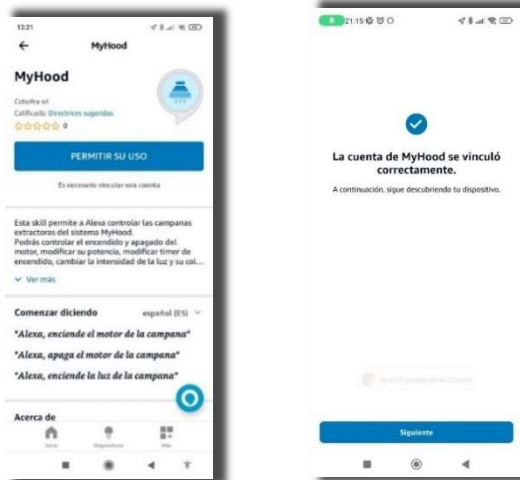 12:21
MyHood
MyHood
Cobofra srl
Calificado: Directrices sugeridas
0
PERMITIR SU USO
Es necesario vincular una cuenta
Esta skill permite a Alexa controlar las campanas
extractoras del sistema MyHood.
Podrás controlar el encendido y apagado del
motor, modificar su potencia, modificar timer de
encendido, cambiar la intensidad de la luz y su col...
Ver más
Comenzar diciendo
español (ES)
"Alexa, enciende el motor de la campana"
"Alexa, apaga el motor de la campana"
"Alexa, enciende la luz de la campana"
Acerca de
Inicio
Dispositivos
Más
21:15
La cuenta de MyHood se vinculó
correctamente.
A continuación, sigue descubriendo tu dispositivo.
Siguiente